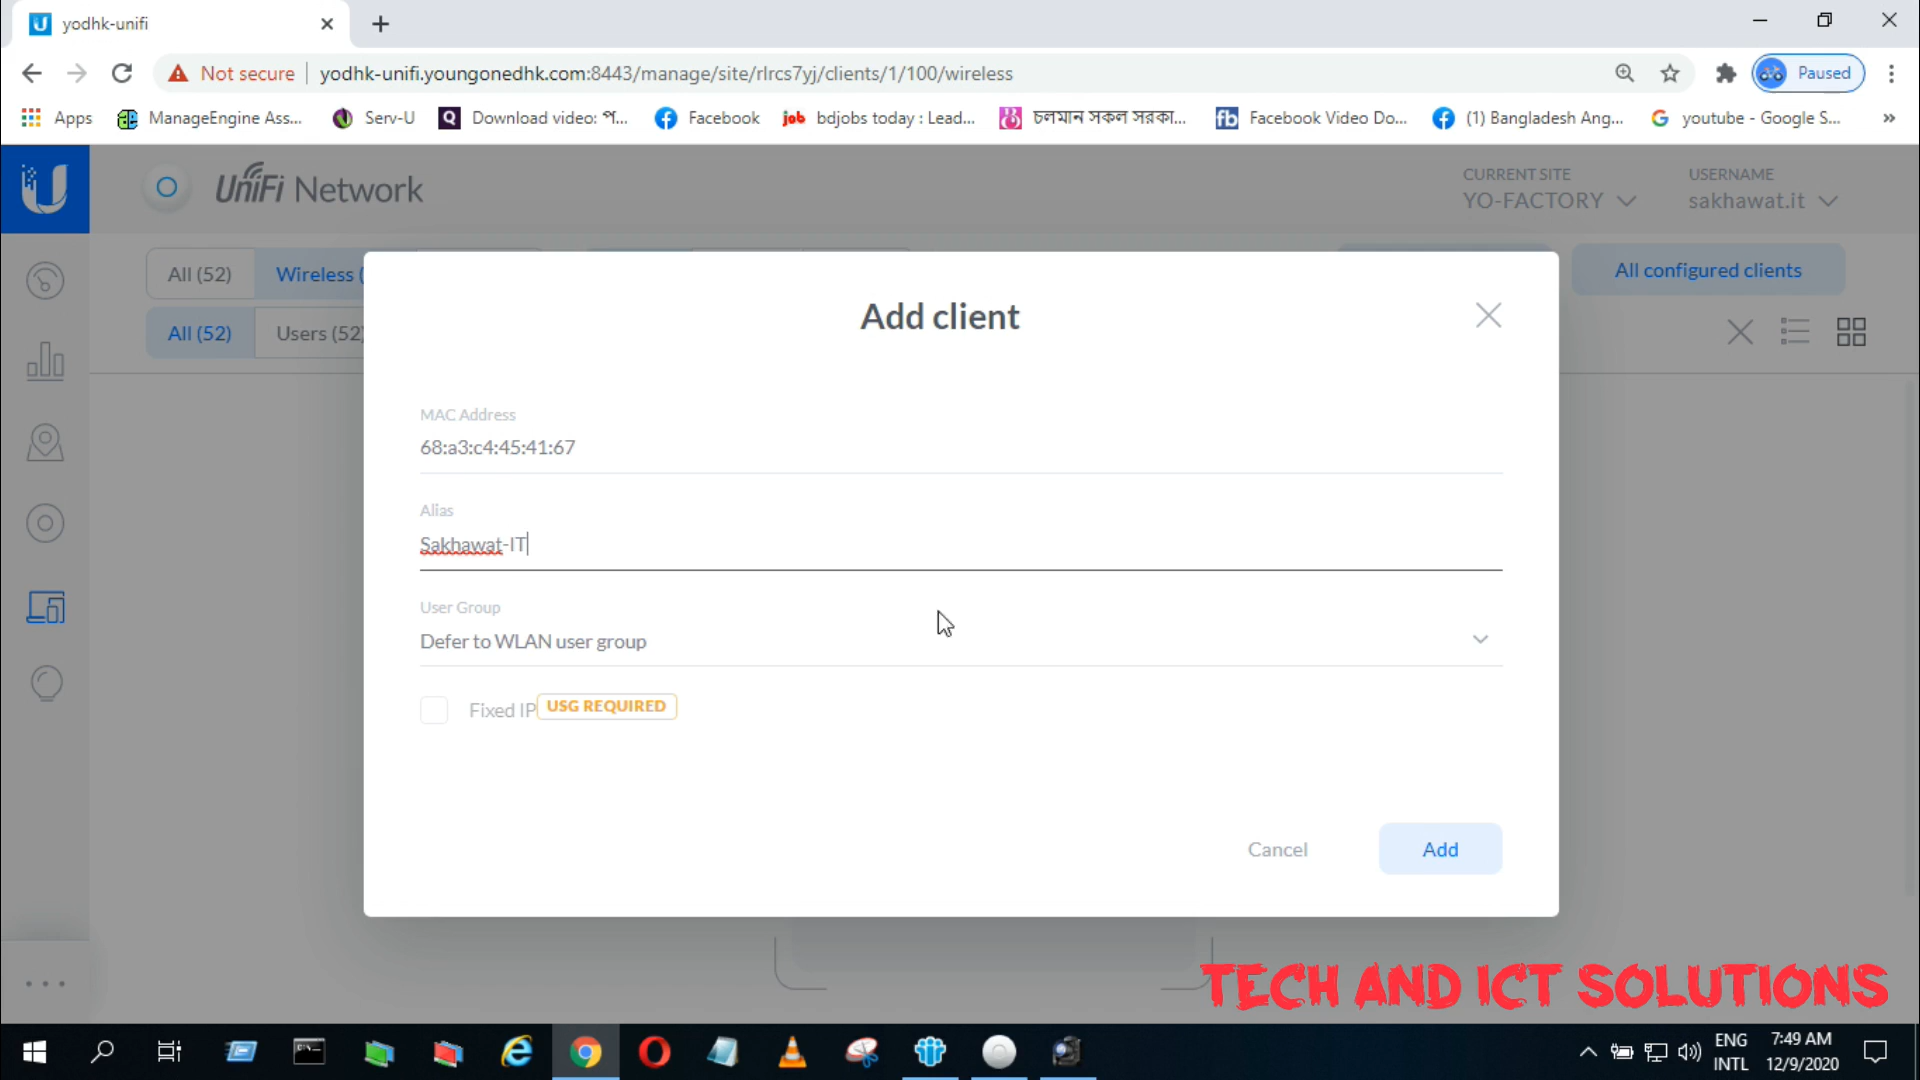 yodhk-unifi
Not secure yodhk-unifi.youngonedhk.com:8443/manage/site/rlrcs7yj/clients/1/100/wireless Paused
Apps ManageEngine Ass... Serv-U Download video: প... Facebook job bdjobs today : Lead... চলমান সকল সরকা... fb Facebook Video Do... (1) Bangladesh Ang... youtube - Google S... »
UniFi Network
CURRENT SITE
YO-FACTORY
USERNAME
sakhawat.it
All (52) Wireless ( All configured clients
All (52) Users (52)
Add client
MAC Address
68:a3:c4:45:41:67
Alias
Sakhawat-IT
User Group
Defer to WLAN user group
Fixed IP USG REQUIRED
Cancel Add
TECH AND ICT SOLUTIONS
ENG
INTL
7:49 AM
12/9/2020